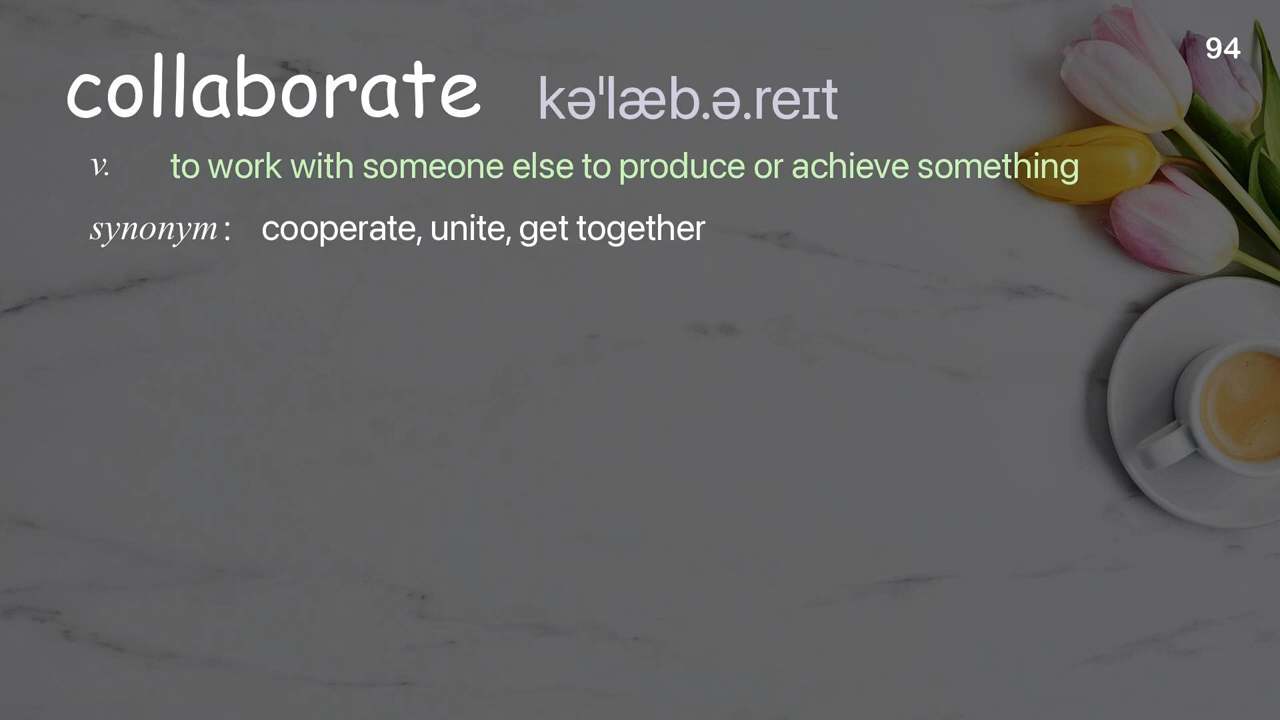 94
collaborate kə'læb.ə.reɪt
v. to work with someone else to produce or achieve something
synonym: cooperate, unite, get together